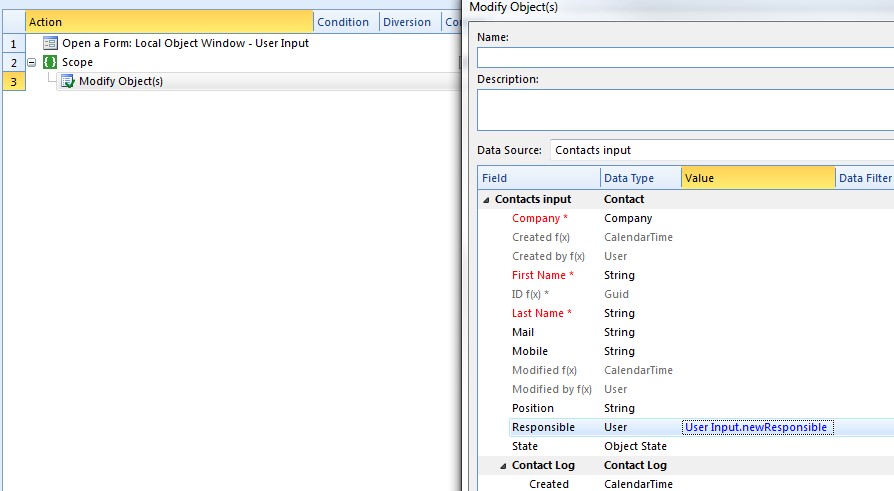 Action Condition Diversion Co
1 Open a Form: Local Object Window - User Input
2 Scope
3 Modify Object(s)
Modify Object(s)
Name:
Description:
Data Source: Contacts input
Field Data Type Value Data Filter
Contacts input Contact
Company * Company
Created f(x) CalendarTime
Created by f(x) User
First Name * String
ID f(x) * Guid
Last Name * String
Mail String
Mobile String
Modified f(x) CalendarTime
Modified by f(x) User
Position String
Responsible User User Input.newResponsible
State Object State
Contact Log Contact Log
Created CalendarTime